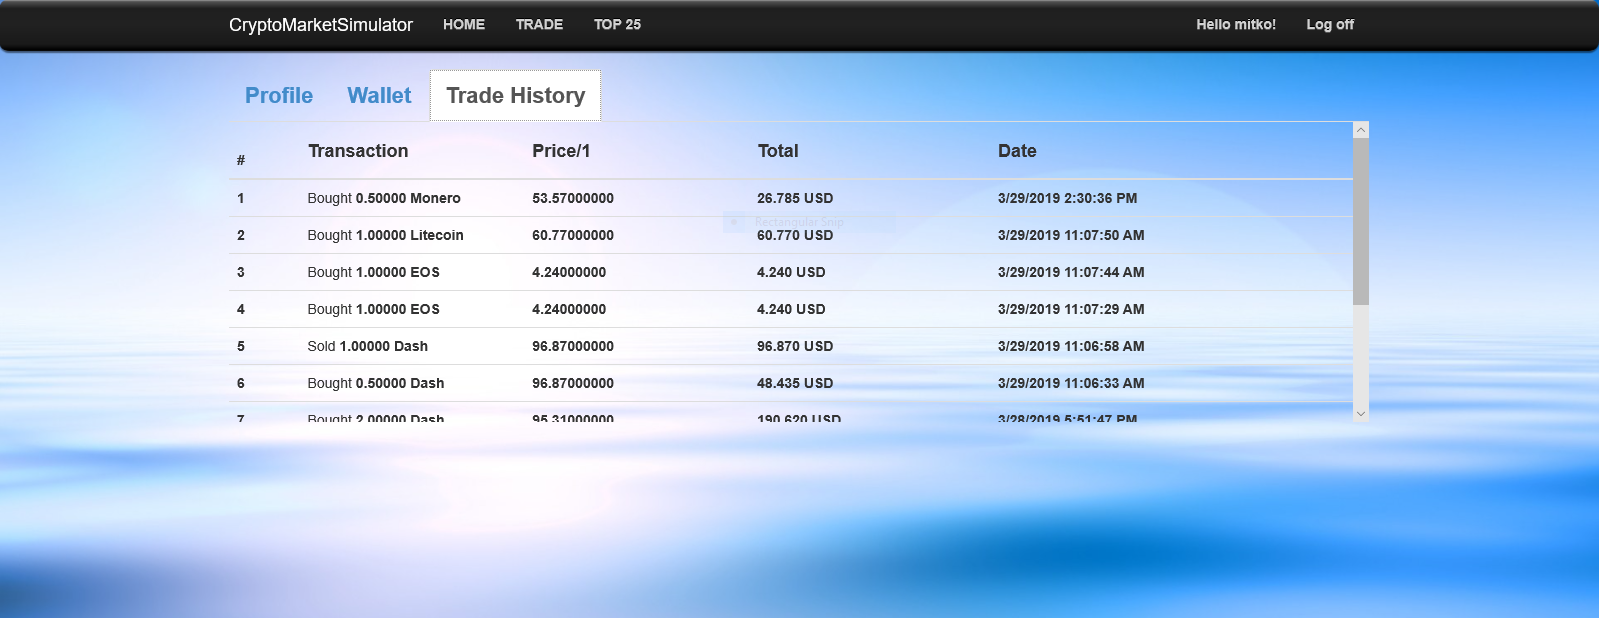 CryptoMarketSimulator HOME TRADE TOP 25 Hello mitko! Log off
Profile Wallet Trade History
# Transaction Price/1 Total Date
1 Bought 0.50000 Monero 53.57000000 26.785 USD 3/29/2019 2:30:36 PM
Rectangular Snip
2 Bought 1.00000 Litecoin 60.77000000 60.770 USD 3/29/2019 11:07:50 AM
3 Bought 1.00000 EOS 4.24000000 4.240 USD 3/29/2019 11:07:44 AM
4 Bought 1.00000 EOS 4.24000000 4.240 USD 3/29/2019 11:07:29 AM
5 Sold 1.00000 Dash 96.87000000 96.870 USD 3/29/2019 11:06:58 AM
6 Bought 0.50000 Dash 96.87000000 48.435 USD 3/29/2019 11:06:33 AM
7 Bought 2.00000 Dash 95.31000000 190.620 USD 3/28/2019 5:51:47 PM